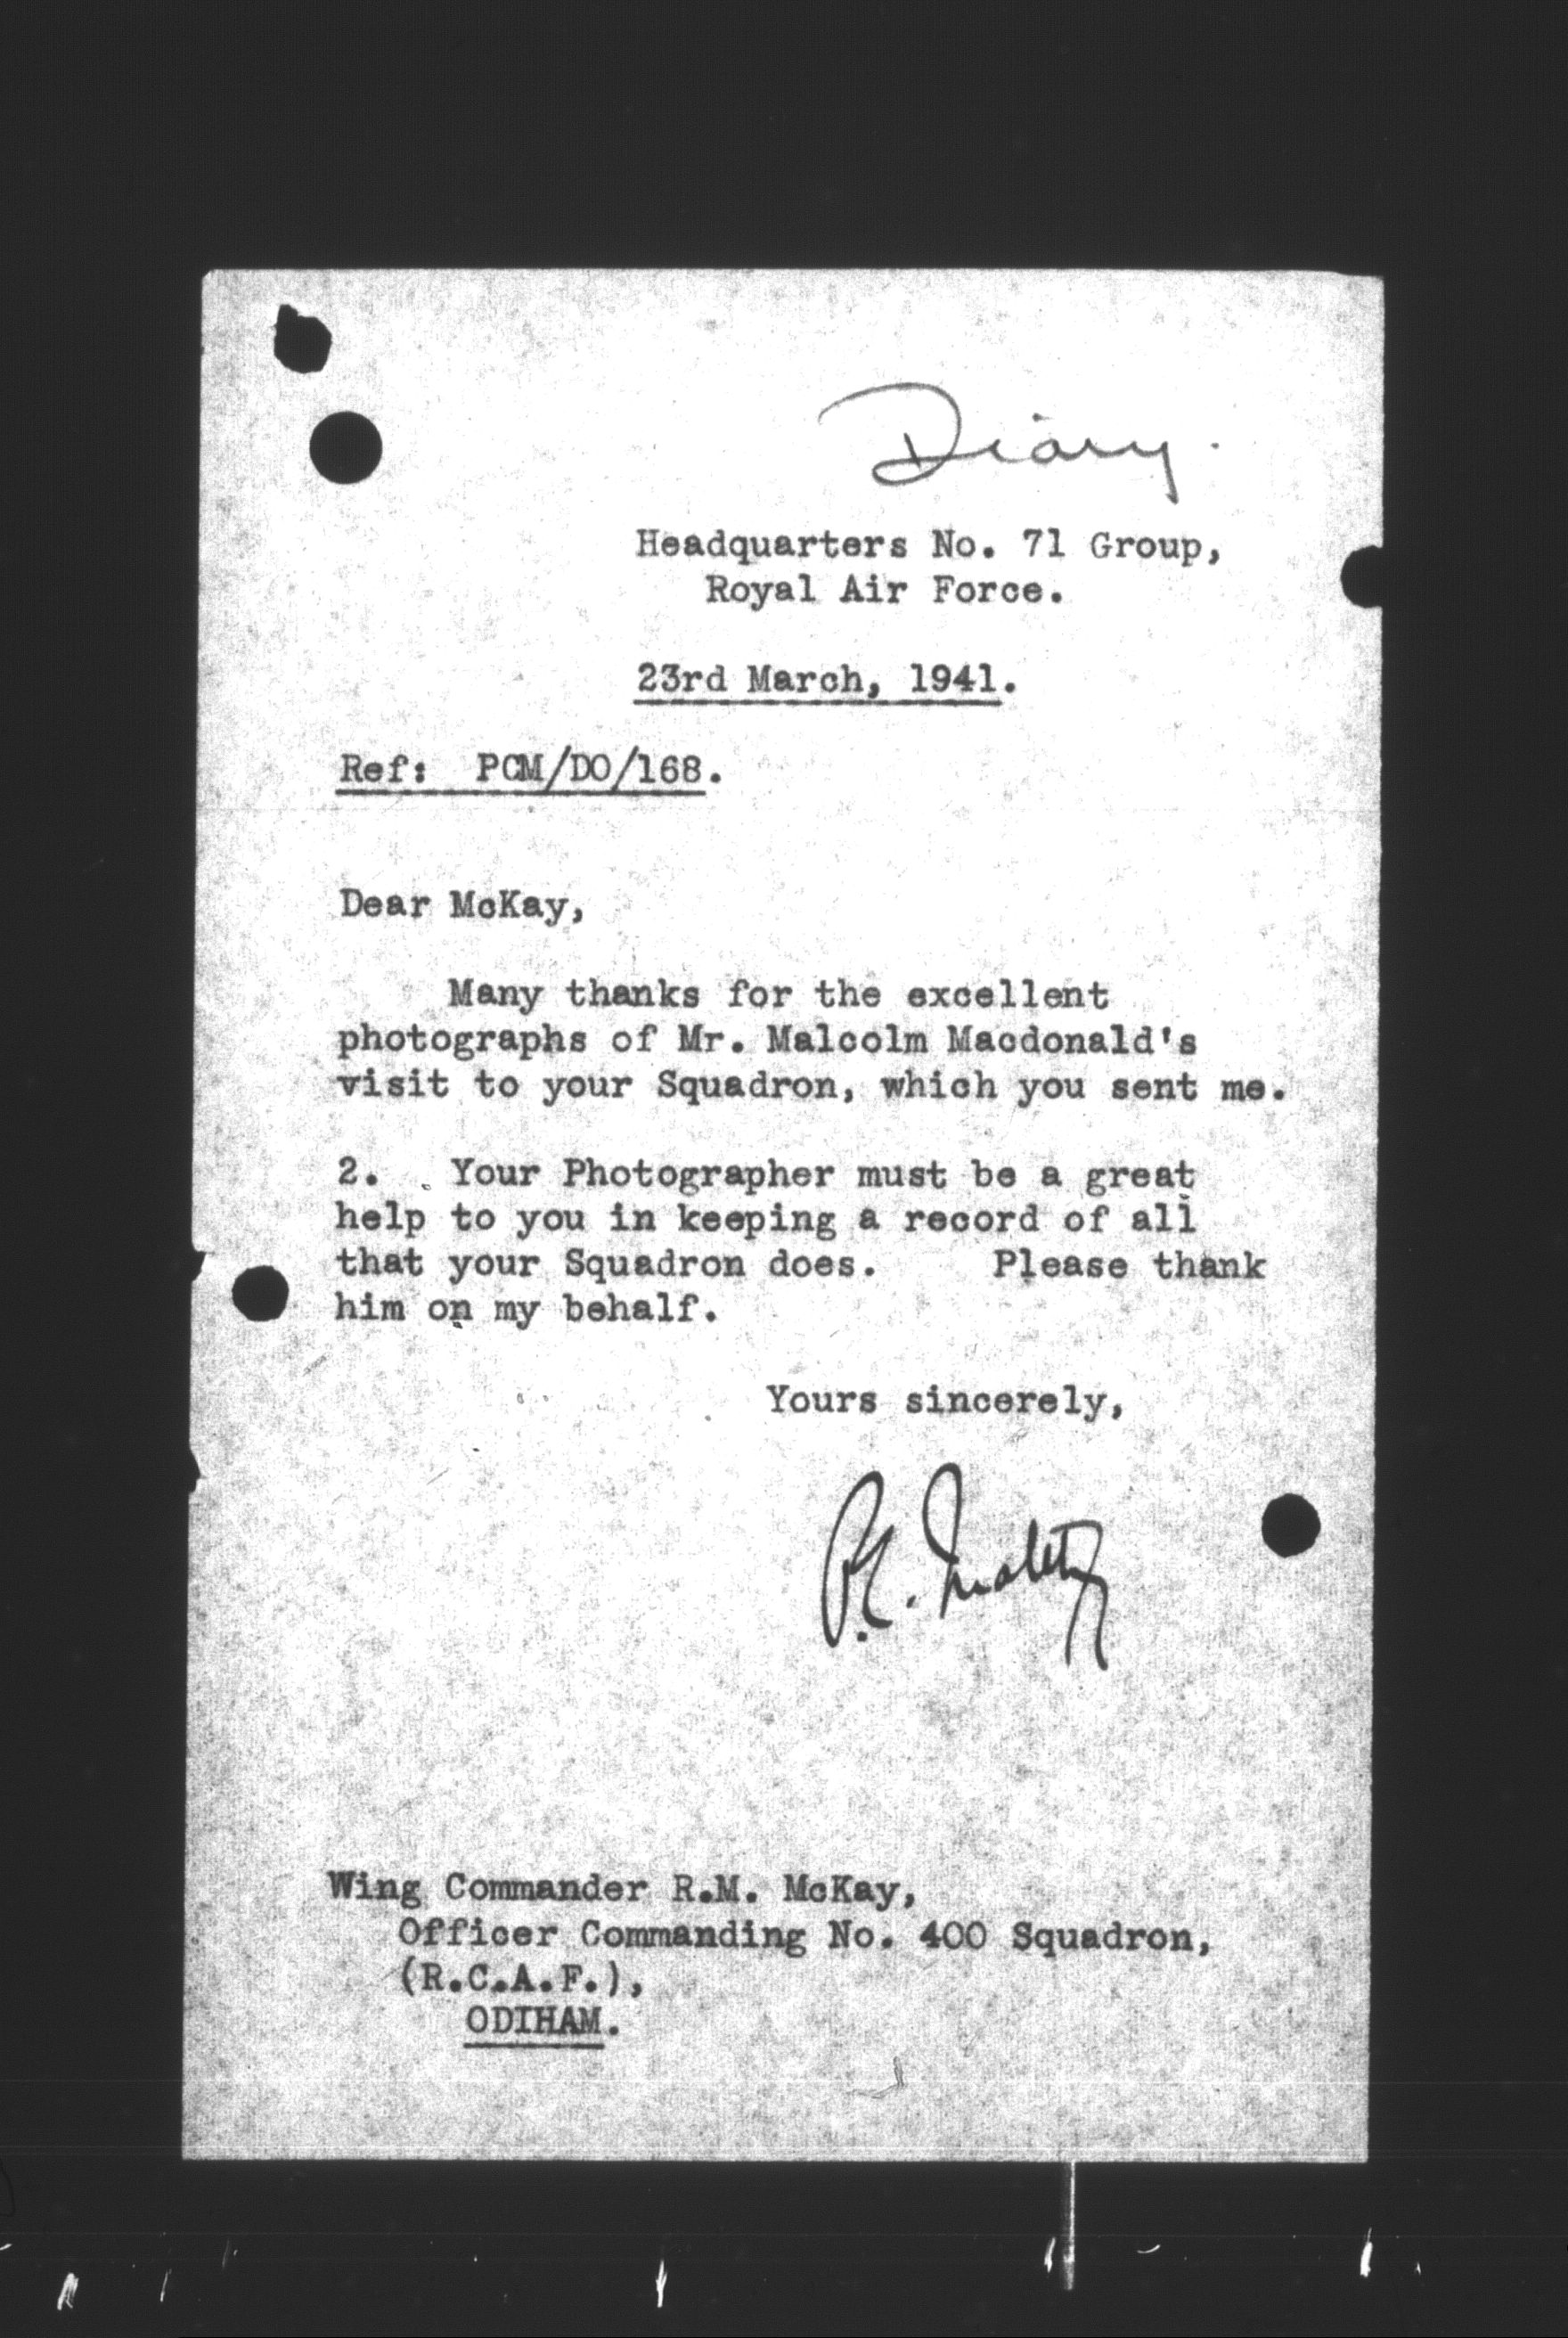 Diary.
Headquarters No. 71 Group,
Royal Air Force.
23rd March, 1941.
Ref: PCM/DO/168.
Dear McKay,
Many thanks for the excellent
photographs of Mr. Malcolm Macdonald's
visit to your Squadron, which you sent me.
2. Your Photographer must be a great
help to you in keeping a record of all
that your Squadron does. Please thank
him on my behalf.
Yours sincerely,
P.C. Maltby
Wing Commander R.M. McKay,
Officer Commanding No. 400 Squadron,
(R.C.A.F.),
ODIHAM.